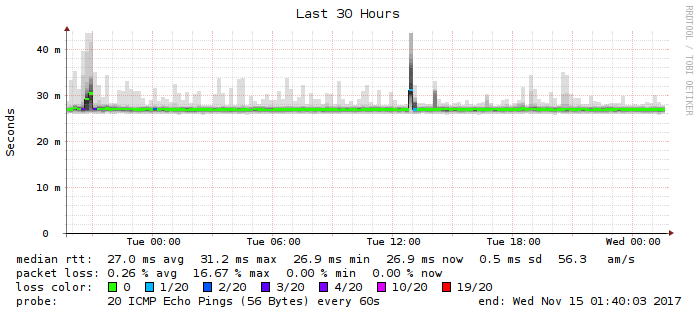 Last 30 Hours
RRDTOOL / TOBI OETIKER
Seconds
40 m
30 m
20 m
10 m
0
Tue 00:00 Tue 06:00 Tue 12:00 Tue 18:00 Wed 00:00
median rtt: 27.0 ms avg 31.2 ms max 26.9 ms min 26.9 ms now 0.5 ms sd 56.3 am/s
packet loss: 0.26 % avg 16.67 % max 0.00 % min 0.00 % now
loss color: 0 1/20 2/20 3/20 4/20 10/20 19/20
probe: 20 ICMP Echo Pings (56 Bytes) every 60s end: Wed Nov 15 01:40:03 2017